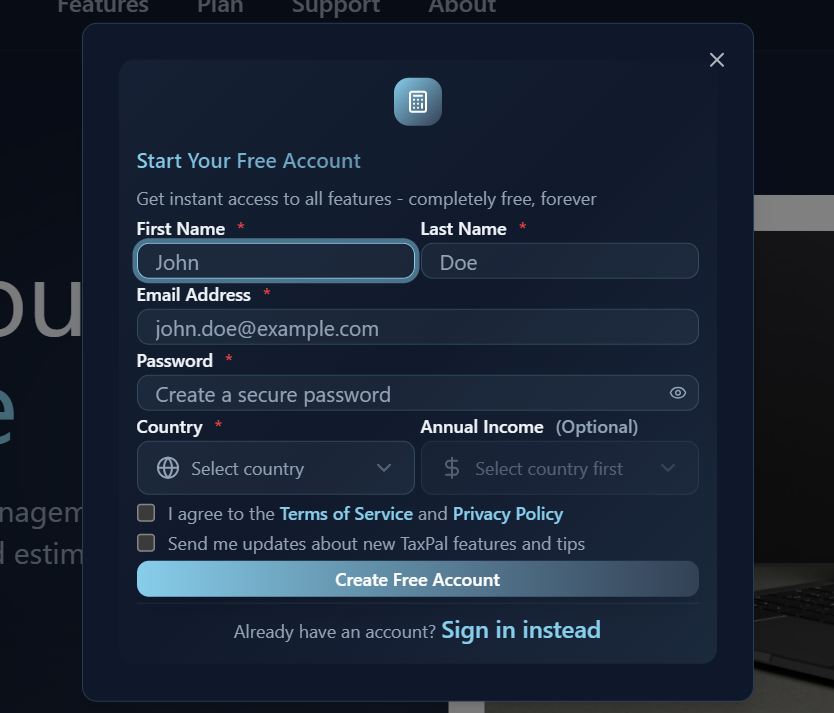 Features Plan Support About
Start Your Free Account
Get instant access to all features - completely free, forever
First Name * Last Name *
John Doe
Email Address *
john.doe@example.com
Password *
Create a secure password
Country * Annual Income (Optional)
Select country Select country first
I agree to the Terms of Service and Privacy Policy
Send me updates about new TaxPal features and tips
Create Free Account
Already have an account? Sign in instead